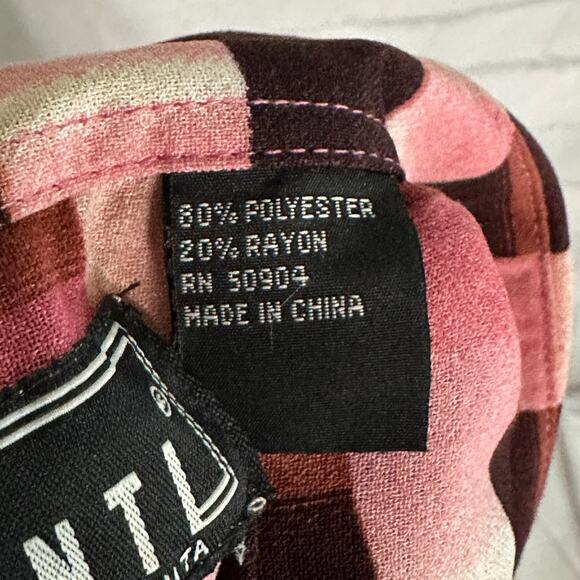 80% POLYESTER
20% RAYON
RN 50904
MADE IN CHINA
®
NTL